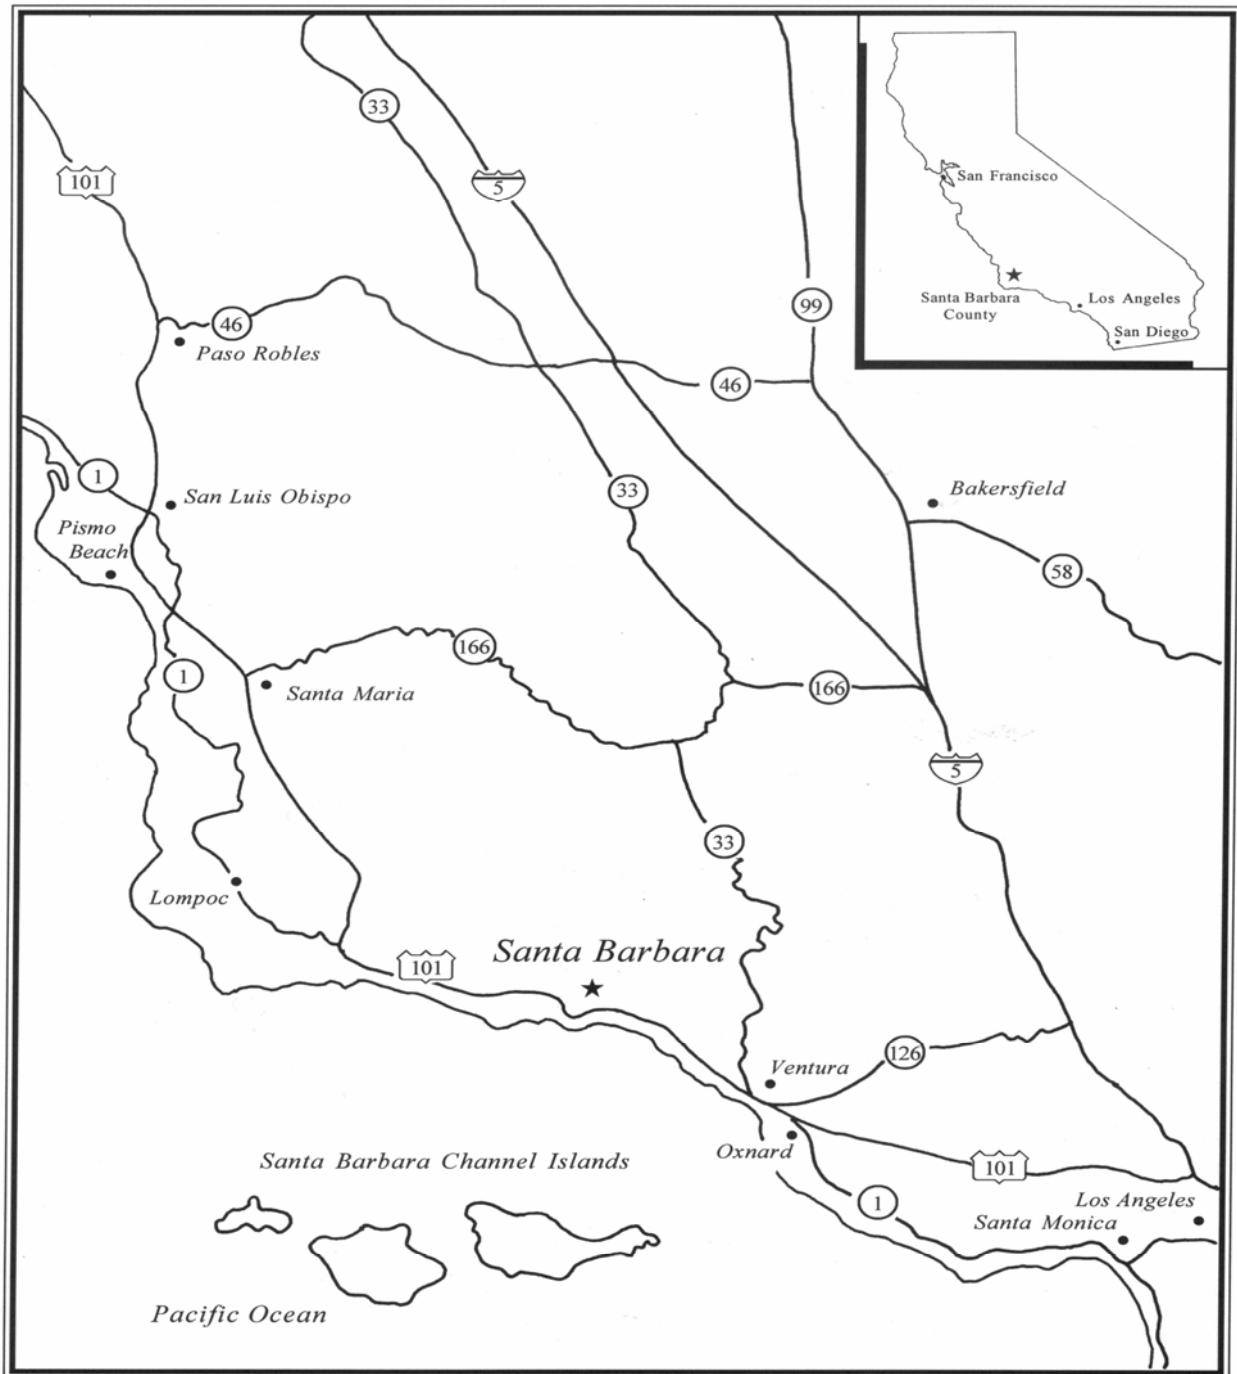 33
101
5
San Francisco
Santa Barbara
County
Los Angeles
San Diego
99
46
Paso Robles
46
1
San Luis Obispo
33
Bakersfield
Pismo
Beach
58
166
1
Santa Maria
166
5
33
Lompoc
Santa Barbara
101
126
Ventura
Oxnard
Santa Barbara Channel Islands
101
1
Los Angeles
Santa Monica
Pacific Ocean